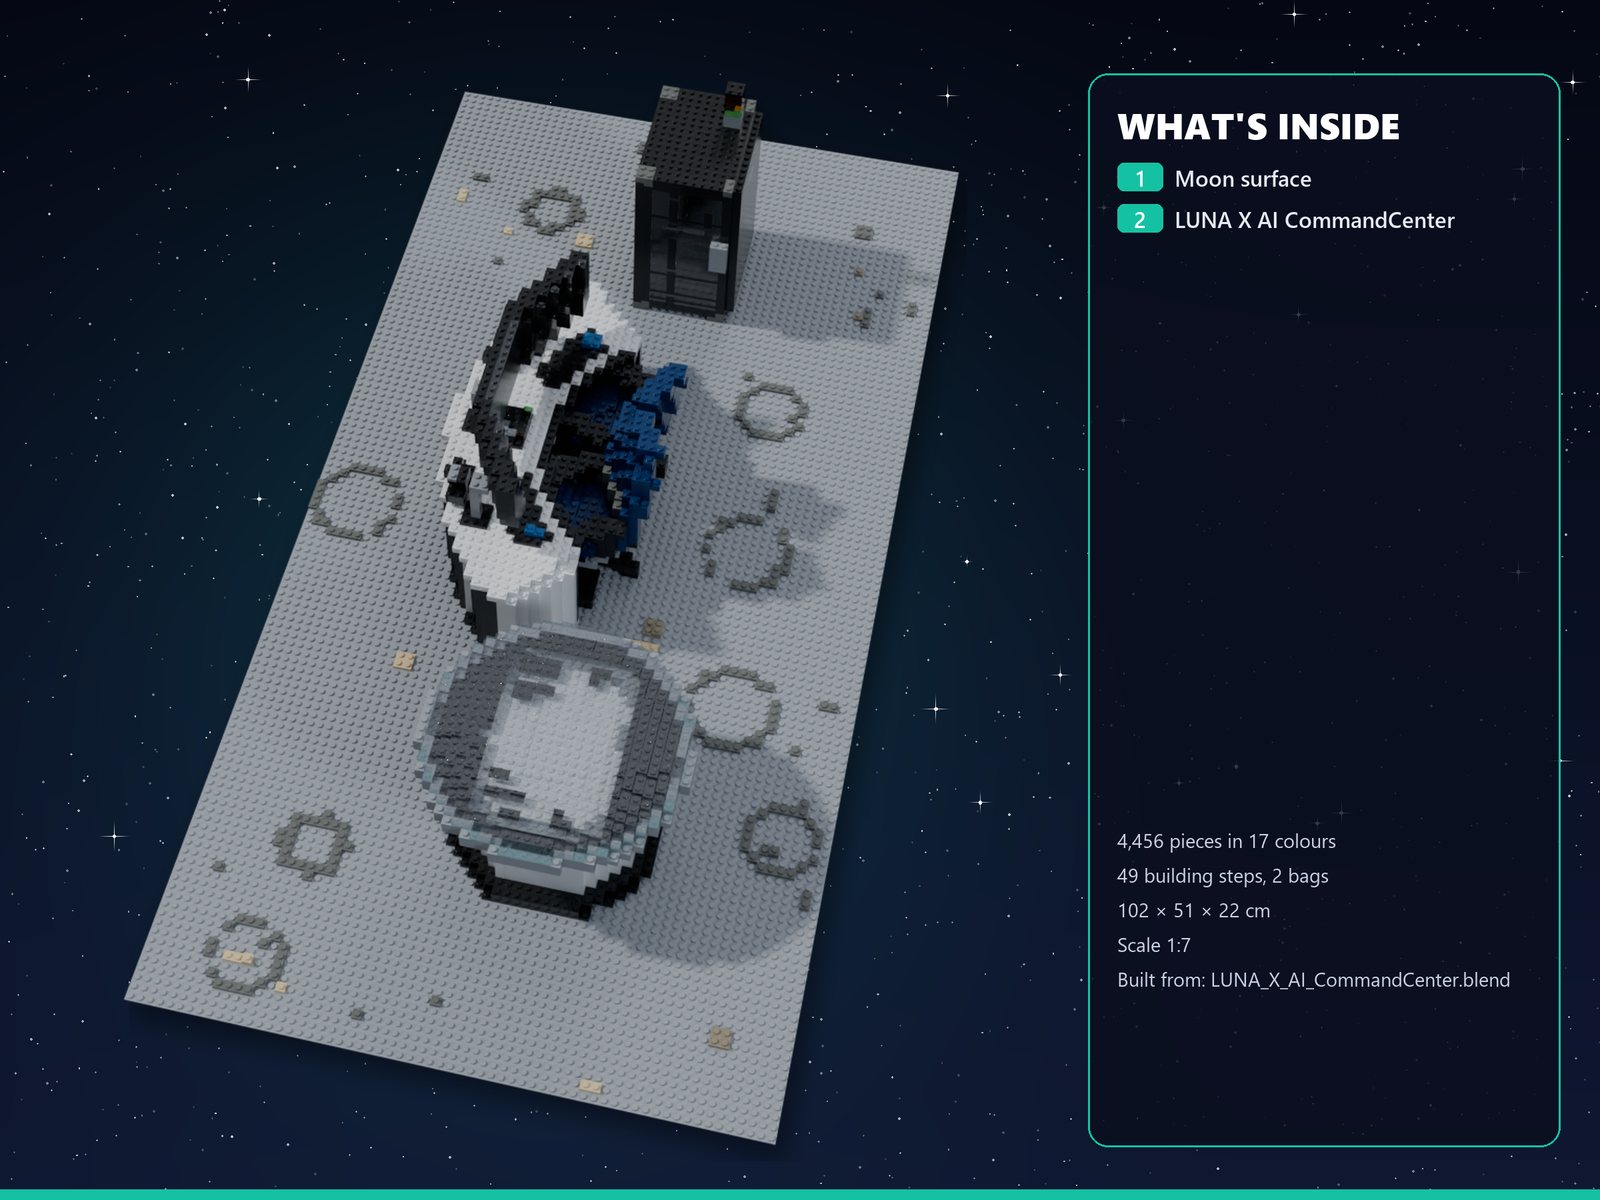 WHAT'S INSIDE
1 Moon surface
2 LUNA X AI CommandCenter
4,456 pieces in 17 colours
49 building steps, 2 bags
102 × 51 × 22 cm
Scale 1:7
Built from: LUNA_X_AI_CommandCenter.blend